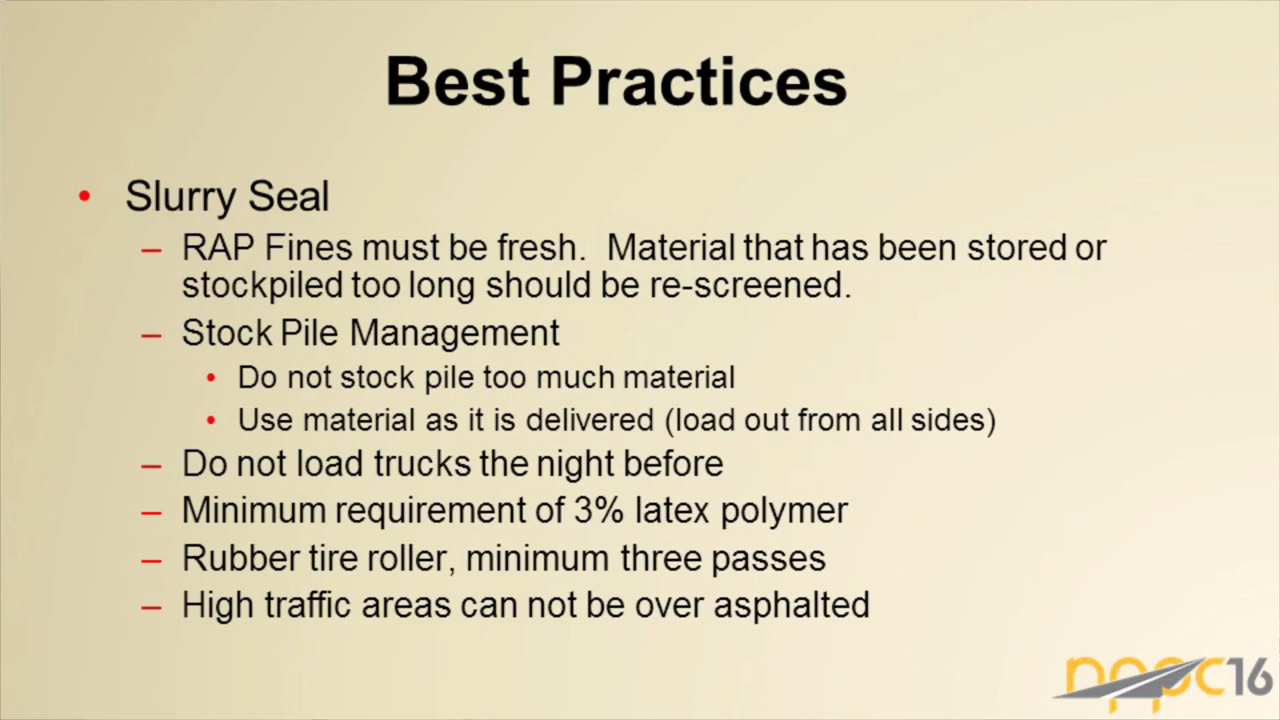 Best Practices
• Slurry Seal
– RAP Fines must be fresh. Material that has been stored or
stockpiled too long should be re-screened.
– Stock Pile Management
• Do not stock pile too much material
• Use material as it is delivered (load out from all sides)
– Do not load trucks the night before
– Minimum requirement of 3% latex polymer
– Rubber tire roller, minimum three passes
– High traffic areas can not be over asphalted
nppc16